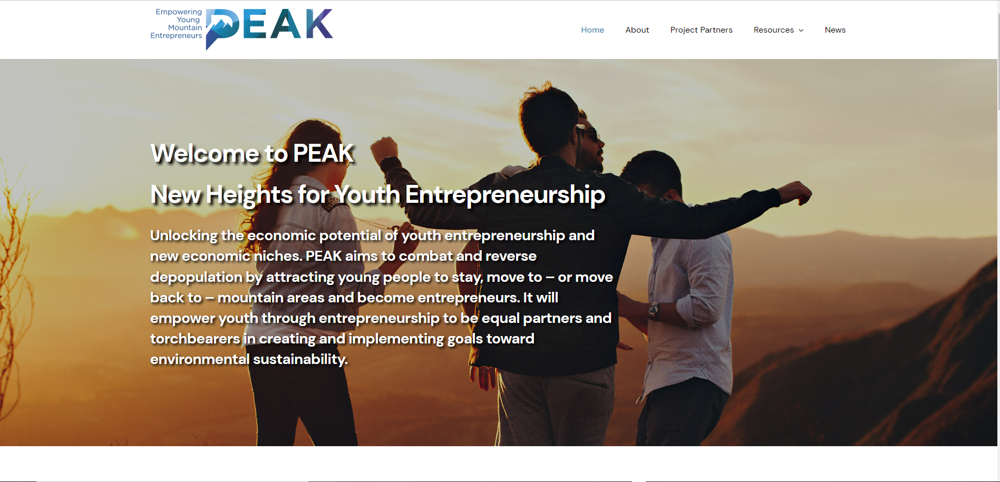 Empowering
Young
Mountain
Entrepreneurs
PEAK
Home About Project Partners Resources News
Welcome to PEAK
New Heights for Youth Entrepreneurship
Unlocking the economic potential of youth entrepreneurship and
new economic niches. PEAK aims to combat and reverse
depopulation by attracting young people to stay, move to – or move
back to – mountain areas and become entrepreneurs. It will
empower youth through entrepreneurship to be equal partners and
torchbearers in creating and implementing goals toward
environmental sustainability.